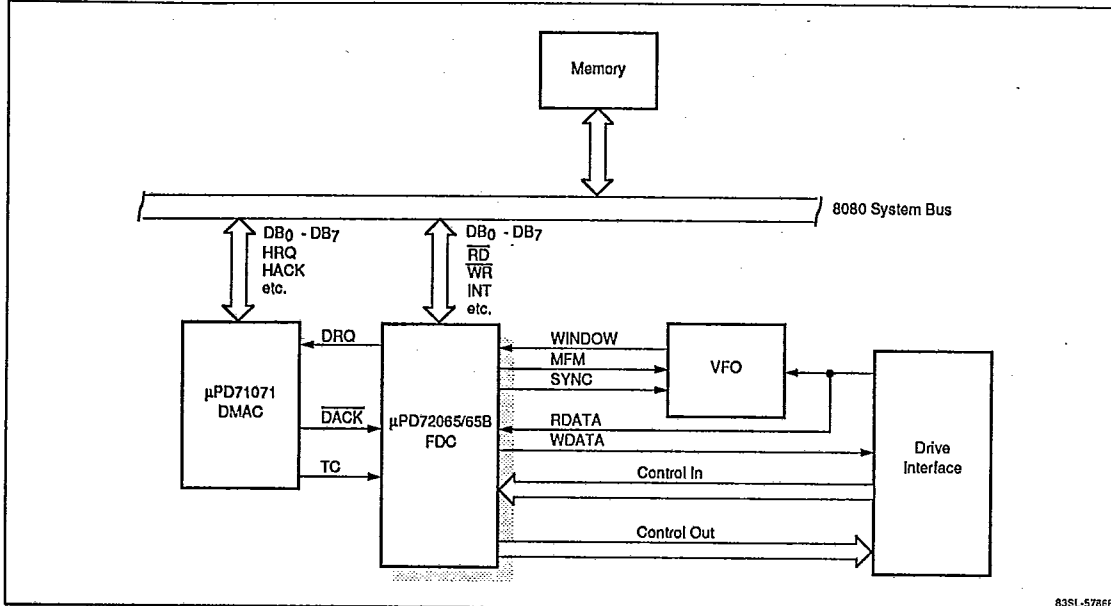 Memory
8080 System Bus
DB0 - DB7
HRQ
HACK
etc.
DB0 - DB7
RD
WR
INT
etc.
μPD71071
DMAC
DRQ
DACK
TC
μPD72065/65B
FDC
WINDOW
MFM
SYNC
RDATA
WDATA
Control In
Control Out
VFO
Drive
Interface